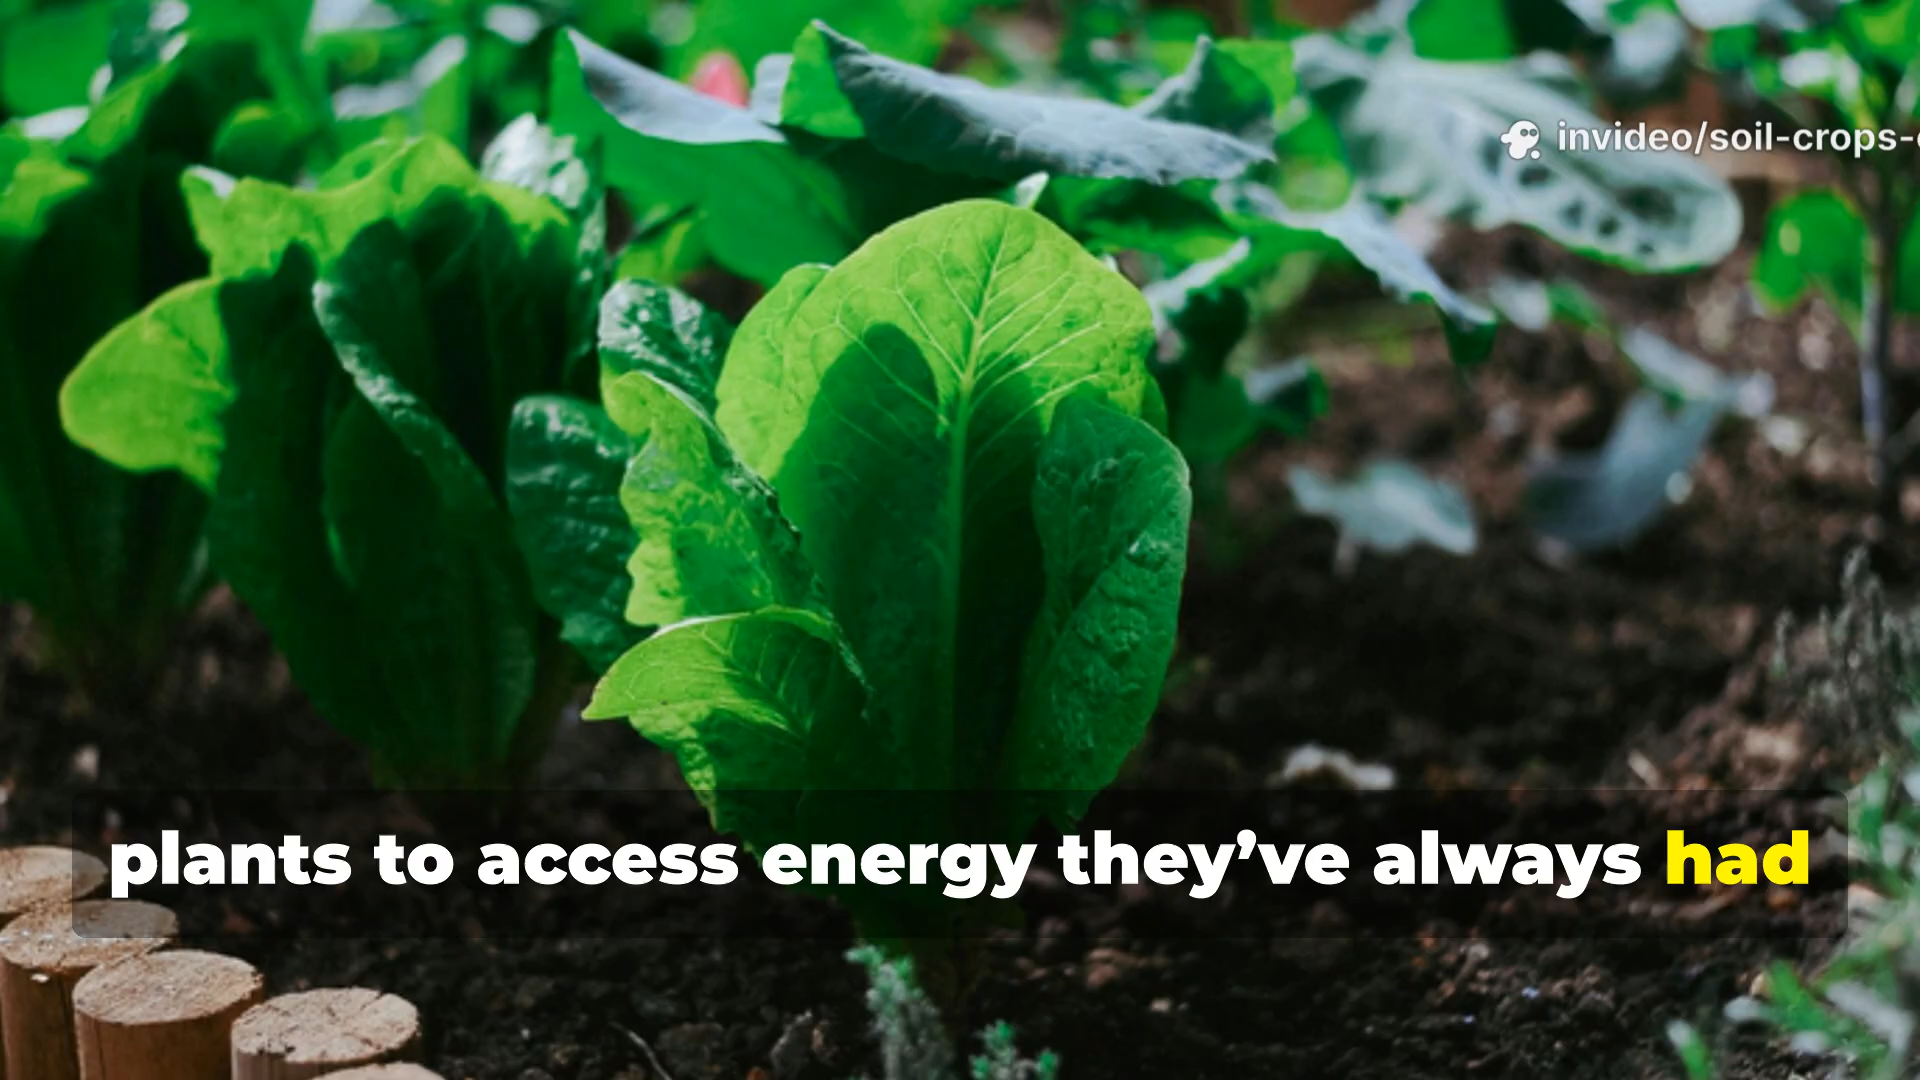 invideo/soil-crops-
plants to access energy they've always had